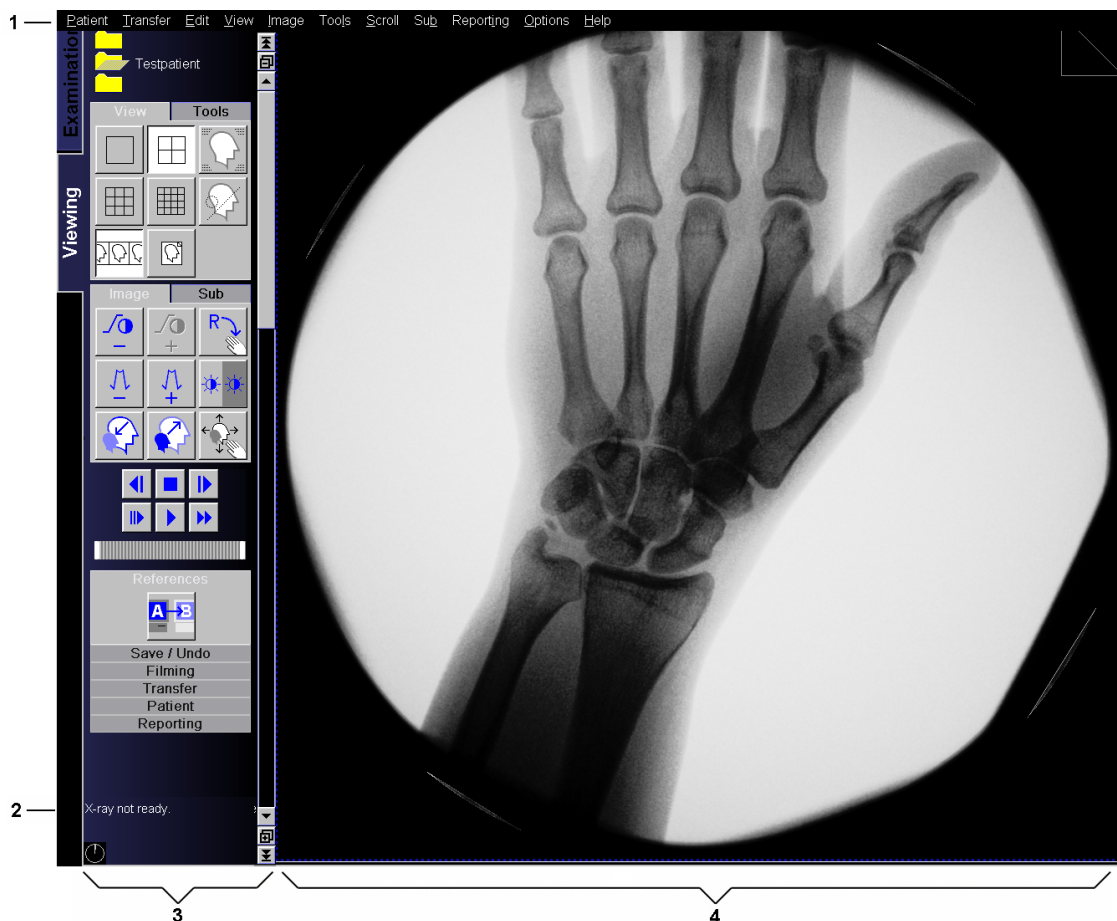 1
Patient Transfer Edit View Image Tools Scroll Sub Reporting Options Help
Examination
Testpatient
View Tools
Viewing
Image Sub
R
References
A B
Save / Undo
Filming
Transfer
Patient
Reporting
2
X-ray not ready.
3
4